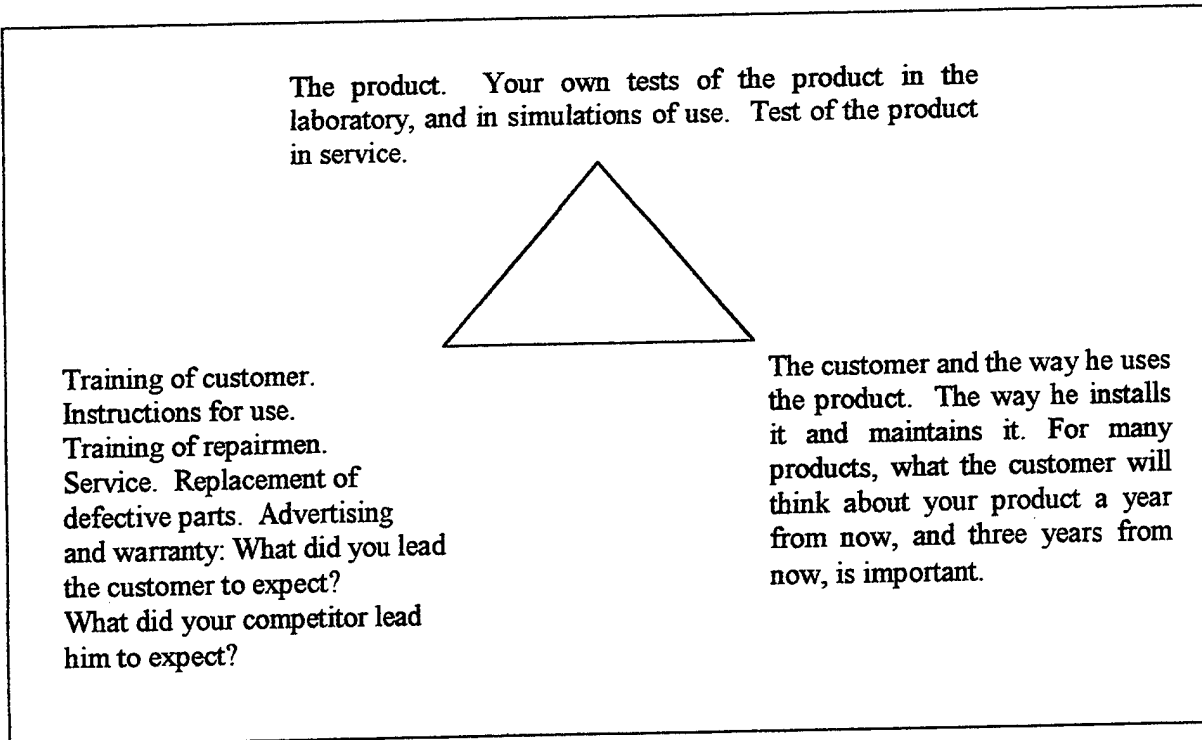 The product. Your own tests of the product in the
laboratory, and in simulations of use. Test of the product
in service.
Training of customer.
Instructions for use.
Training of repairmen.
Service. Replacement of
defective parts. Advertising
and warranty: What did you lead
the customer to expect?
What did your competitor lead
him to expect?
The customer and the way he uses
the product. The way he installs
it and maintains it. For many
products, what the customer will
think about your product a year
from now, and three years from
now, is important.